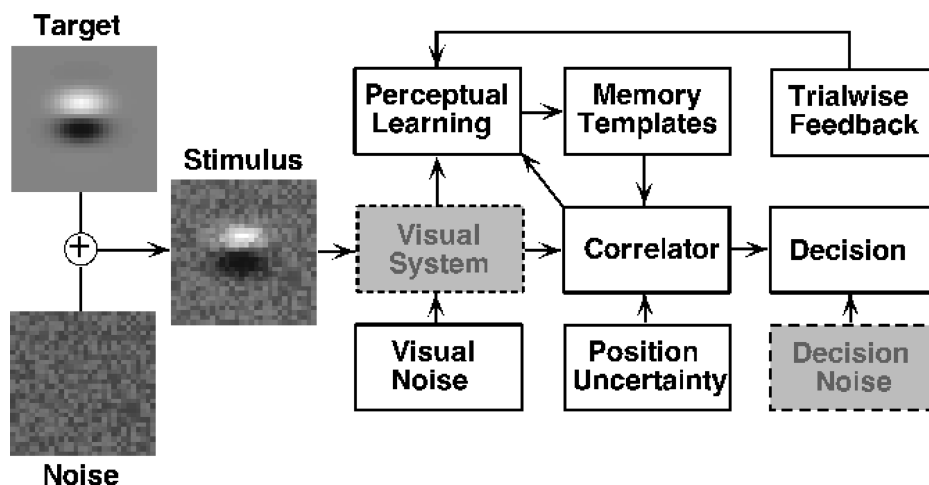 Target
Stimulus
Noise
Perceptual
Learning
Memory
Templates
Trialwise
Feedback
Visual
System
Correlator
Decision
Visual
Noise
Position
Uncertainty
Decision
Noise